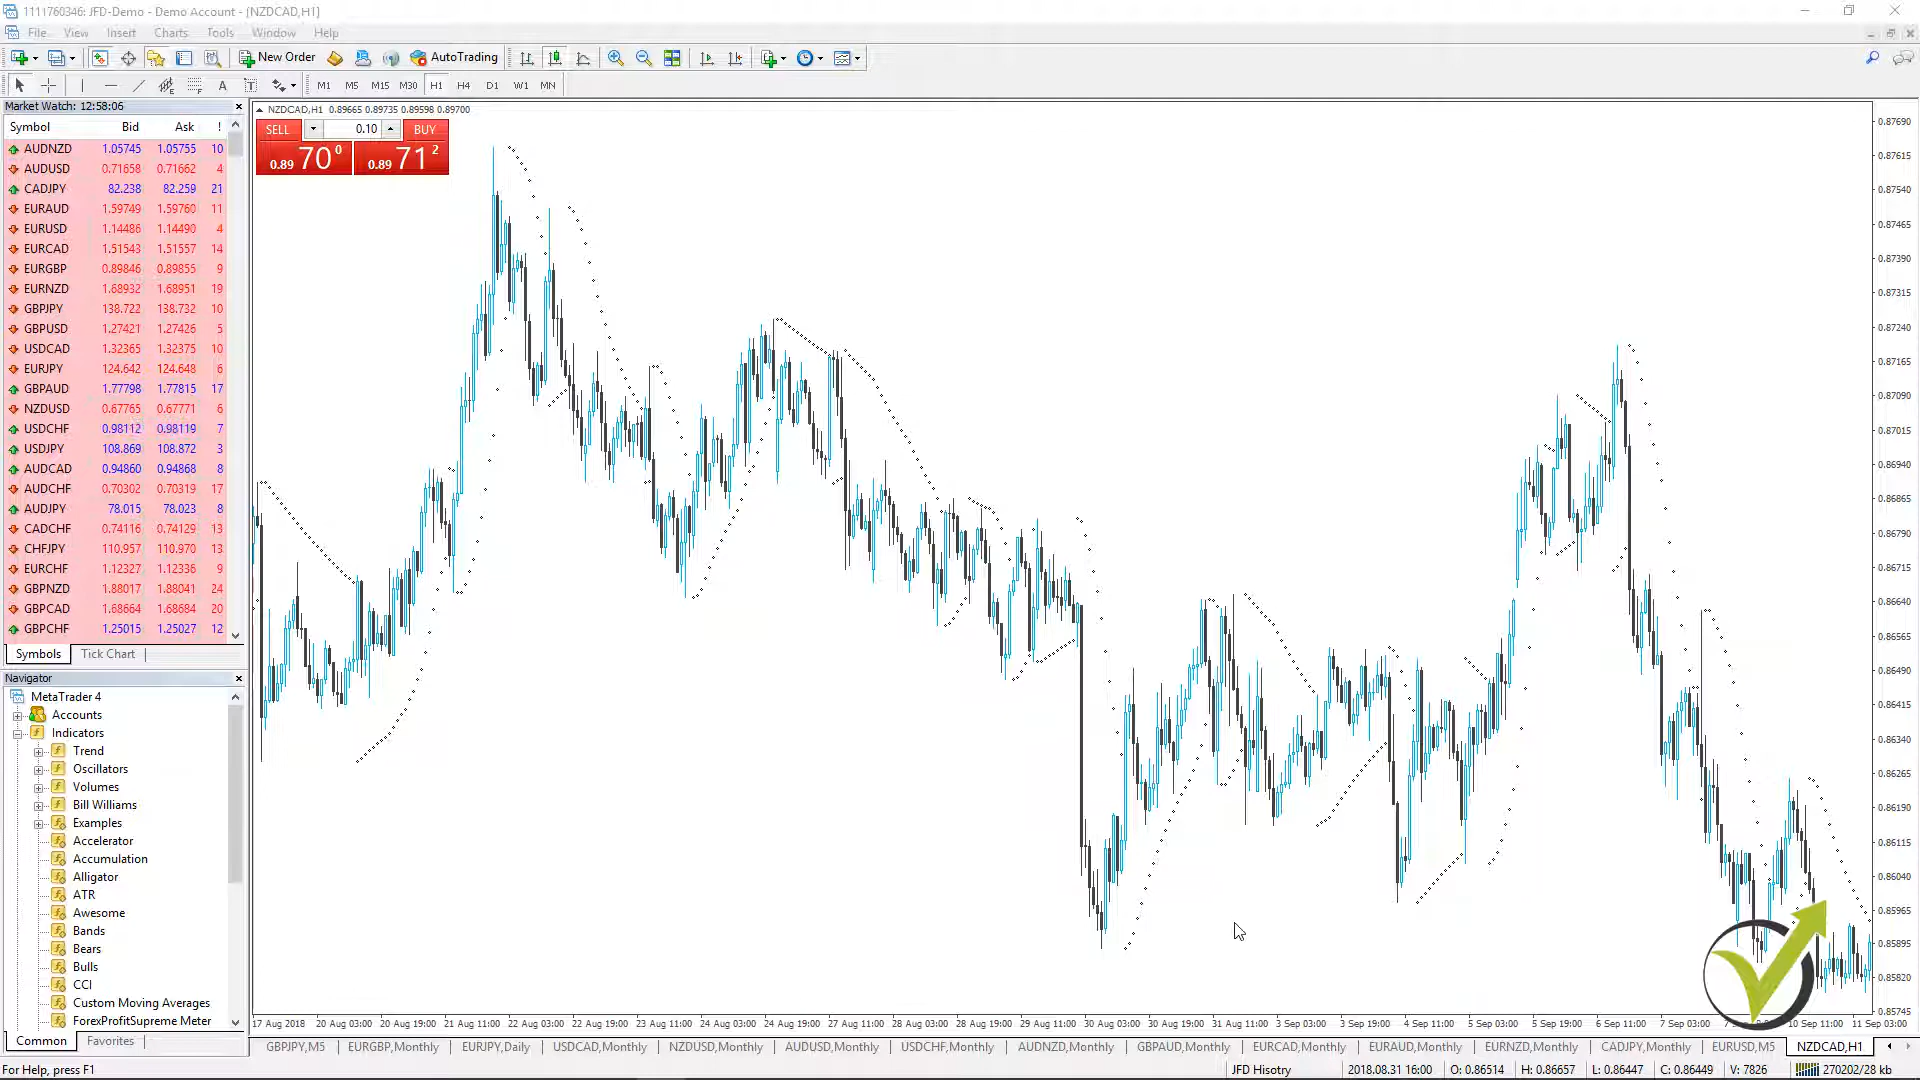 1111760346: JFD-Demo - Demo Account - [NZDCAD,H1]
File View Insert Charts Tools Window Help
New Order AutoTrading
A T M1 M5 M15 M30 H1 H4 D1 W1 MN
Market Watch: 12:58:06
Symbol Bid Ask !
AUDNZD 1.05745 1.05755 10
AUDUSD 0.71658 0.71662 4
CADJPY 82.238 82.259 21
EURAUD 1.59749 1.59760 11
EURUSD 1.14486 1.14490 4
EURCAD 1.51543 1.51557 14
EURGBP 0.89846 0.89855 9
EURNZD 1.68932 1.68951 19
GBPJPY 138.722 138.732 10
GBPUSD 1.27421 1.27426 5
USDCAD 1.32365 1.32375 10
EURJPY 124.642 124.648 6
GBPAUD 1.77798 1.77815 17
NZDUSD 0.67765 0.67771 6
USDCHF 0.98112 0.98119 7
USDJPY 108.869 108.872 3
AUDCAD 0.94860 0.94868 8
AUDCHF 0.70302 0.70319 17
AUDJPY 78.015 78.023 8
CADCHF 0.74116 0.74129 13
CHFJPY 110.957 110.970 13
EURCHF 1.12327 1.12336 9
GBPNZD 1.88017 1.88041 24
GBPCAD 1.68664 1.68684 20
GBPCHF 1.25015 1.25027 12
Symbols Tick Chart
Navigator
MetaTrader 4
Accounts
Indicators
Trend
Oscillators
Volumes
Bill Williams
Examples
Accelerator
Accumulation
Alligator
ATR
Awesome
Bands
Bears
Bulls
CCI
Custom Moving Averages
ForexProfitSupreme Meter
Common Favorites
NZDCAD,H1 0.89665 0.89735 0.89598 0.89700
SELL 0.10 BUY
0.89 70 0 0.89 71 2
0.87690
0.87615
0.87540
0.87465
0.87390
0.87315
0.87240
0.87165
0.87090
0.87015
0.86940
0.86865
0.86790
0.86715
0.86640
0.86565
0.86490
0.86415
0.86340
0.86265
0.86190
0.86115
0.86040
0.85965
0.85895
0.85820
0.85745
17 Aug 2018 20 Aug 03:00 20 Aug 19:00 21 Aug 11:00 22 Aug 03:00 22 Aug 19:00 23 Aug 11:00 24 Aug 03:00 24 Aug 19:00 27 Aug 11:00 28 Aug 03:00 28 Aug 19:00 29 Aug 11:00 30 Aug 03:00 30 Aug 19:00 31 Aug 11:00 3 Sep 03:00 3 Sep 19:00 4 Sep 11:00 5 Sep 03:00 5 Sep 19:00 6 Sep 11:00 7 Sep 03:00 10 Sep 11:00 11 Sep 03:00
GBPJPY,M5 EURGBP,Monthly EURJPY,Daily USDCAD,Monthly NZDUSD,Monthly AUDUSD,Monthly USDCHF,Monthly AUDNZD,Monthly GBPAUD,Monthly EURCAD,Monthly EURAUD,Monthly EURNZD,Monthly CADJPY,Monthly EURUSD,M5 NZDCAD,H1
For Help, press F1 JFD Hisotry 2018.08.31 16:00 O: 0.86514 H: 0.86657 L: 0.86447 C: 0.86449 V: 7826 270202/28 kb